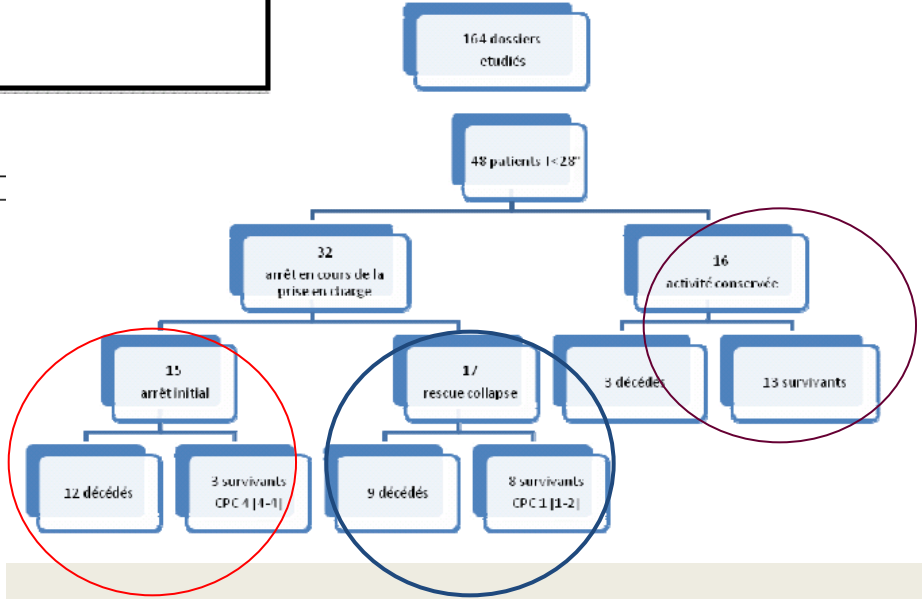 164 dossiers
etudiés
48 patients T<28°
32
arrêt en cours de la
prise en charge
16
activité conservée
15
arrêt initial
17
rescue collapse
3 décédés
13 survivants
12 décédés
3 survivants
CPC 4 [4-4]
9 décédés
8 survivants
CPC 1 [1-2]